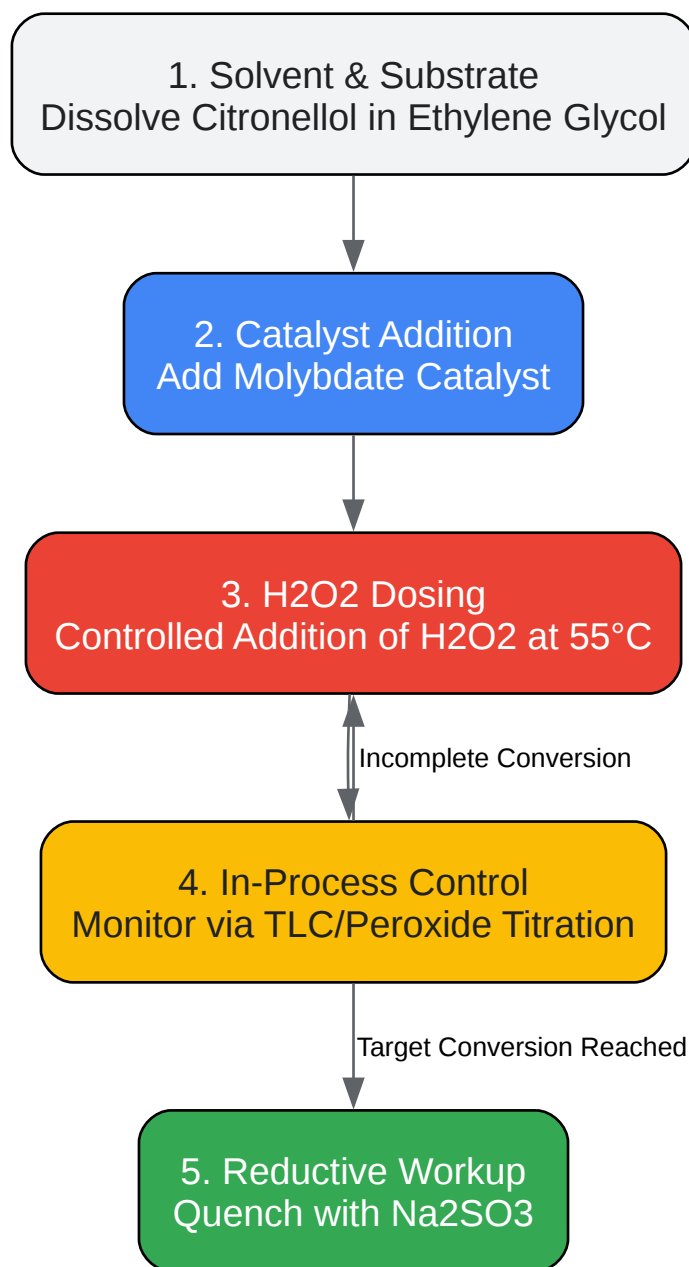 1. Solvent & Substrate
Dissolve Citronellol in Ethylene Glycol
2. Catalyst Addition
Add Molybdate Catalyst
3. H2O2 Dosing
Controlled Addition of H2O2 at 55°C
Incomplete Conversion
4. In-Process Control
Monitor via TLC/Peroxide Titration
Target Conversion Reached
5. Reductive Workup
Quench with Na2SO3